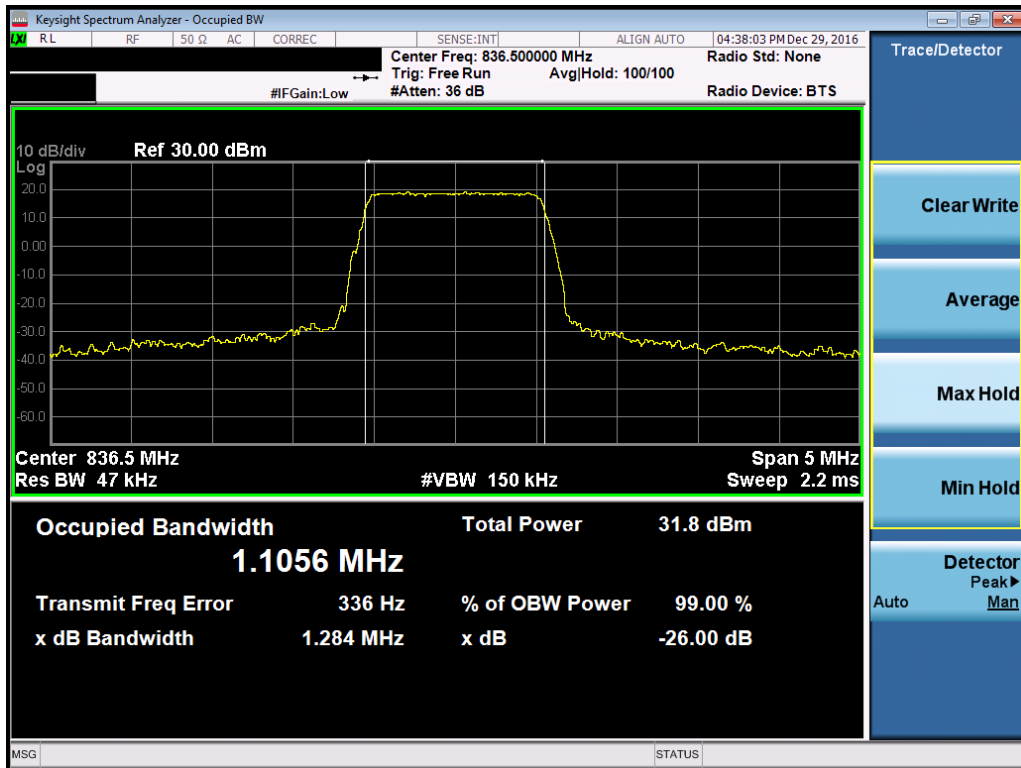 Keysight Spectrum Analyzer - Occupied BW
LXI RL RF 50 Ω AC CORREC SENSE:INT ALIGN AUTO 04:38:03 PM Dec 29, 2016
Center Freq: 836.500000 MHz Radio Std: None
Trig: Free Run Avg|Hold: 100/100
#IFGain:Low #Atten: 36 dB Radio Device: BTS
10 dB/div Ref 30.00 dBm
Log
20.0
10.0
0.00
-10.0
-20.0
-30.0
-40.0
-50.0
-60.0
Center 836.5 MHz Span 5 MHz
Res BW 47 kHz #VBW 150 kHz Sweep 2.2 ms
Occupied Bandwidth Total Power 31.8 dBm
1.1056 MHz
Transmit Freq Error 336 Hz % of OBW Power 99.00 %
x dB Bandwidth 1.284 MHz x dB -26.00 dB
MSG STATUS
Trace/Detector
Clear Write
Average
Max Hold
Min Hold
Detector
Peak▶
Auto Man